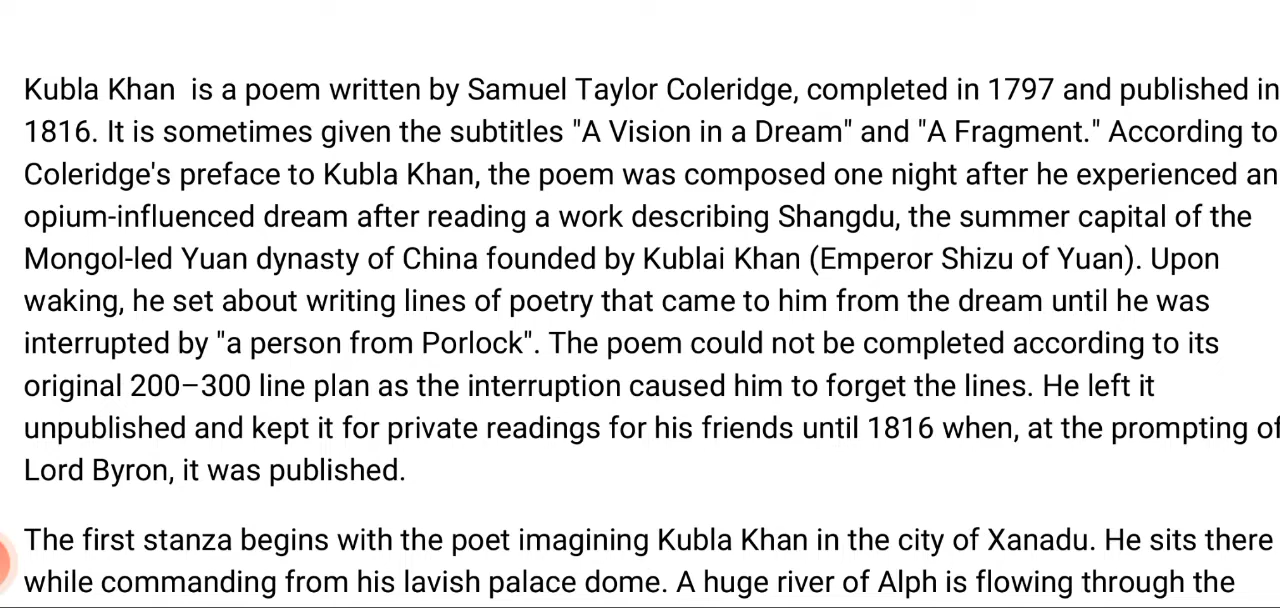 Kubla Khan  is a poem written by Samuel Taylor Coleridge, completed in 1797 and published in
1816. It is sometimes given the subtitles "A Vision in a Dream" and "A Fragment." According to
Coleridge's preface to Kubla Khan, the poem was composed one night after he experienced an
opium-influenced dream after reading a work describing Shangdu, the summer capital of the
Mongol-led Yuan dynasty of China founded by Kublai Khan (Emperor Shizu of Yuan). Upon
waking, he set about writing lines of poetry that came to him from the dream until he was
interrupted by "a person from Porlock". The poem could not be completed according to its
original 200–300 line plan as the interruption caused him to forget the lines. He left it
unpublished and kept it for private readings for his friends until 1816 when, at the prompting of
Lord Byron, it was published.
The first stanza begins with the poet imagining Kubla Khan in the city of Xanadu. He sits there
while commanding from his lavish palace dome. A huge river of Alph is flowing through the